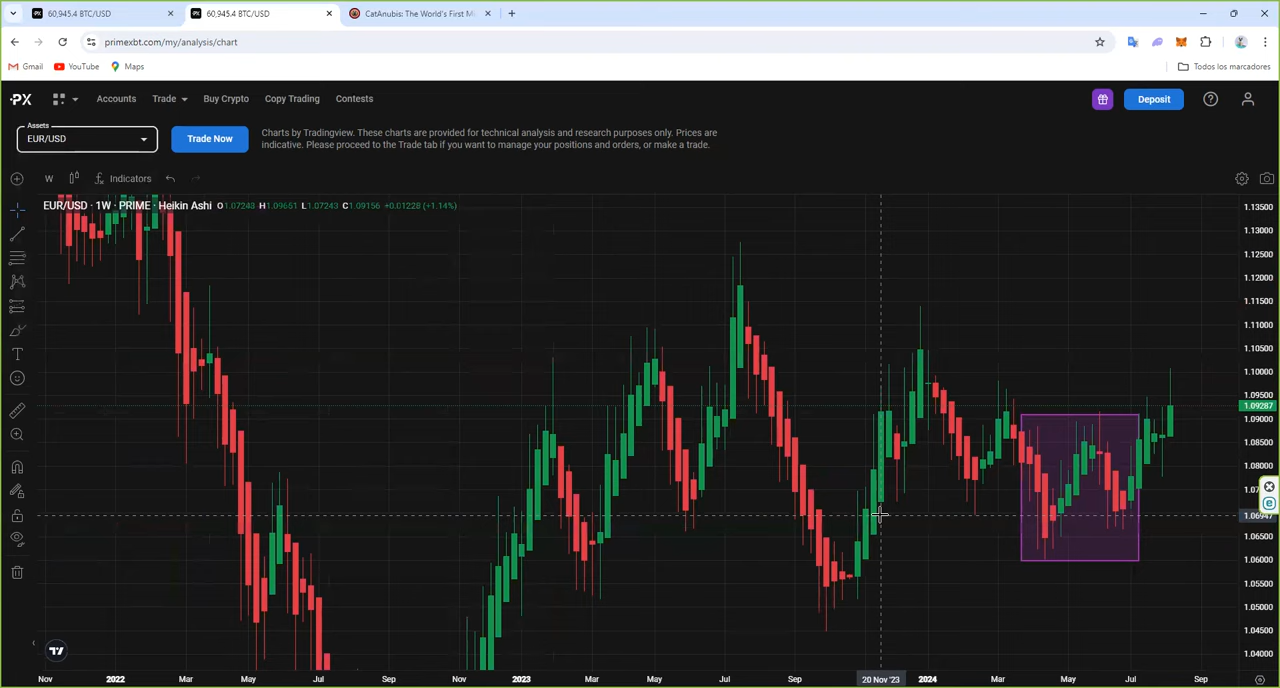 60,945.4 BTC/USD
60,945.4 BTC/USD
CatAnubis: The World's First M
primexbt.com/my/analysis/chart
Gmail
YouTube
Maps
Todos los marcadores
PX
Accounts
Trade
Buy Crypto
Copy Trading
Contests
Deposit
Assets
EUR/USD
Trade Now
Charts by Tradingview. These charts are provided for technical analysis and research purposes only. Prices are
indicative. Please proceed to the Trade tab if you want to manage your positions and orders, or make a trade.
W
Indicators
EUR/USD · 1W · PRIME · Heikin Ashi O1.07243 H1.09651 L1.07243 C1.09156 +0.01228 (+1.14%)
1.13500
1.13000
1.12500
1.12000
1.11500
1.11000
1.10500
1.10000
1.09500
1.09287
1.09000
1.08500
1.08000
1.07
1.06947
1.06500
1.06000
1.05500
1.05000
1.04500
1.04000
Nov
2022
Mar
May
Jul
Sep
Nov
2023
Mar
May
Jul
Sep
20 Nov '23
2024
Mar
May
Jul
Sep